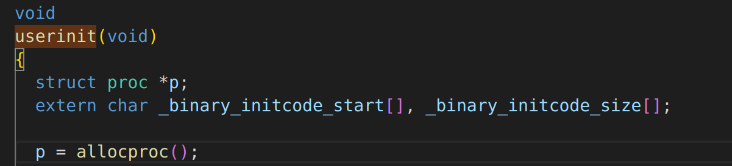 void
userinit(void)
{
struct proc *p;
extern char _binary_initcode_start[], _binary_initcode_size[];
p = allocproc();